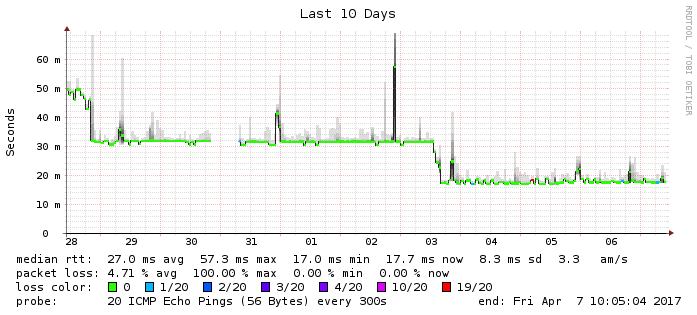 Last 10 Days
RRDTOOL / TOBI OETIKER
Seconds
60 m
50 m
40 m
30 m
20 m
10 m
0
28 29 30 31 01 02 03 04 05 06
median rtt: 27.0 ms avg 57.3 ms max 17.0 ms min 17.7 ms now 8.3 ms sd 3.3 am/s
packet loss: 4.71 % avg 100.00 % max 0.00 % min 0.00 % now
loss color: 0 1/20 2/20 3/20 4/20 10/20 19/20
probe: 20 ICMP Echo Pings (56 Bytes) every 300s end: Fri Apr 7 10:05:04 2017